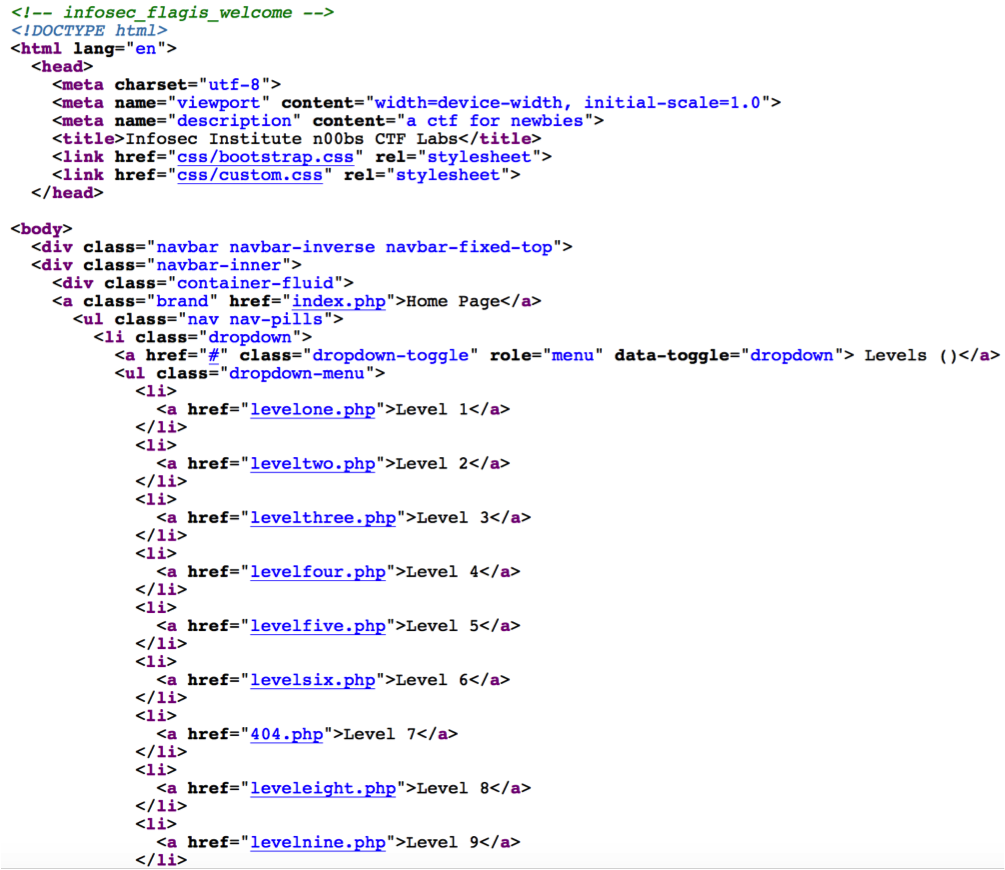 <!-- infosec_flagis_welcome -->
<!DOCTYPE html>
<html lang="en">
<head>
<meta charset="utf-8">
<meta name="viewport" content="width=device-width, initial-scale=1.0">
<meta name="description" content="a ctf for newbies">
<title>Infosec Institute n00bs CTF Labs</title>
<link href="css/bootstrap.css" rel="stylesheet">
<link href="css/custom.css" rel="stylesheet">
</head>
<body>
<div class="navbar navbar-inverse navbar-fixed-top">
<div class="navbar-inner">
<div class="container-fluid">
<a class="brand" href="index.php">Home Page</a>
<ul class="nav nav-pills">
<li class="dropdown">
<a href="#" class="dropdown-toggle" role="menu" data-toggle="dropdown"> Levels ()</a>
<ul class="dropdown-menu">
<li>
<a href="levelone.php">Level 1</a>
</li>
<li>
<a href="leveltwo.php">Level 2</a>
</li>
<li>
<a href="levelthree.php">Level 3</a>
</li>
<li>
<a href="levelfour.php">Level 4</a>
</li>
<li>
<a href="levelfive.php">Level 5</a>
</li>
<li>
<a href="levelsix.php">Level 6</a>
</li>
<li>
<a href="404.php">Level 7</a>
</li>
<li>
<a href="leveleight.php">Level 8</a>
</li>
<li>
<a href="levelnine.php">Level 9</a>
</li>